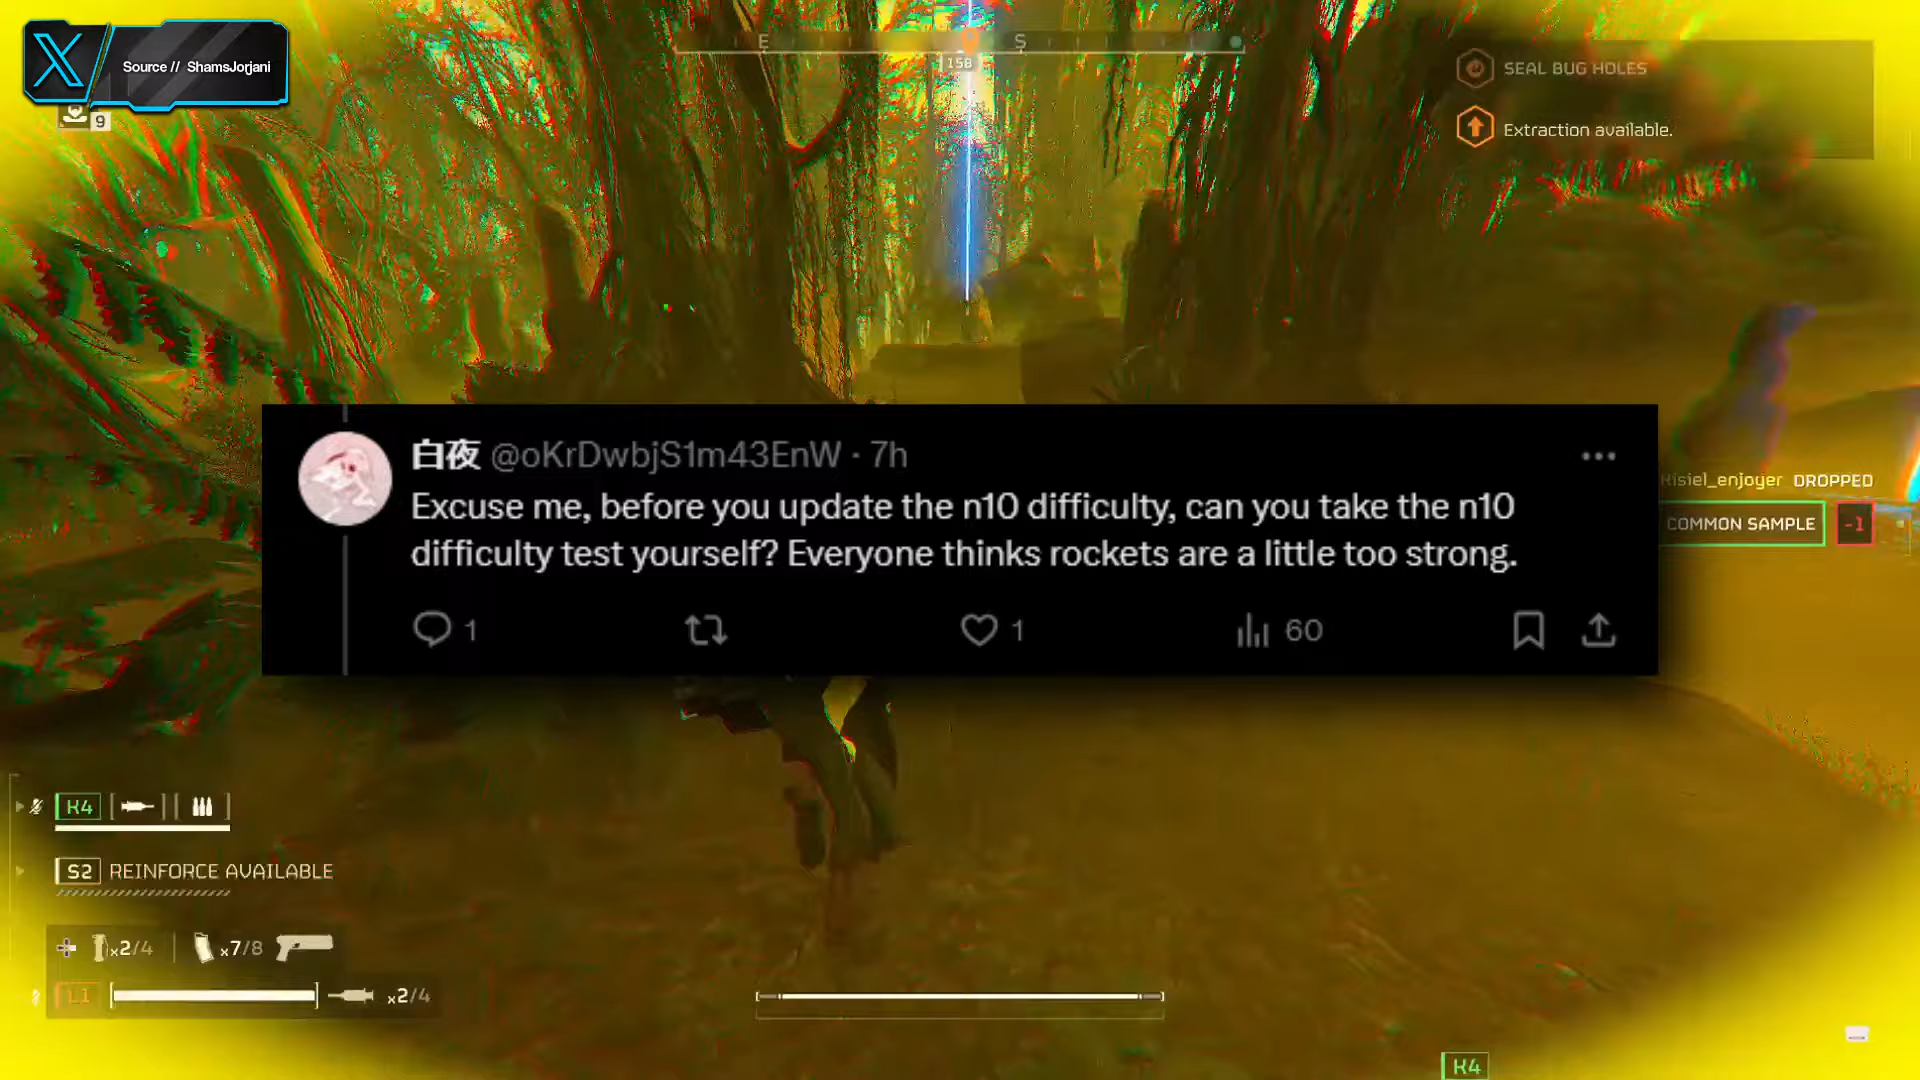 Source // ShamsJorjani
9
E
S
158
SEAL BUG HOLES
Extraction available.
白夜 @oKrDwbjS1m43EnW · 7h
Excuse me, before you update the n10 difficulty, can you take the n10
difficulty test yourself? Everyone thinks rockets are a little too strong.
1
1
60
Kisiel_enjoyer DROPPED
COMMON SAMPLE -1
K4
S2 REINFORCE AVAILABLE
x2/4
x7/8
L1
x2/4
K4